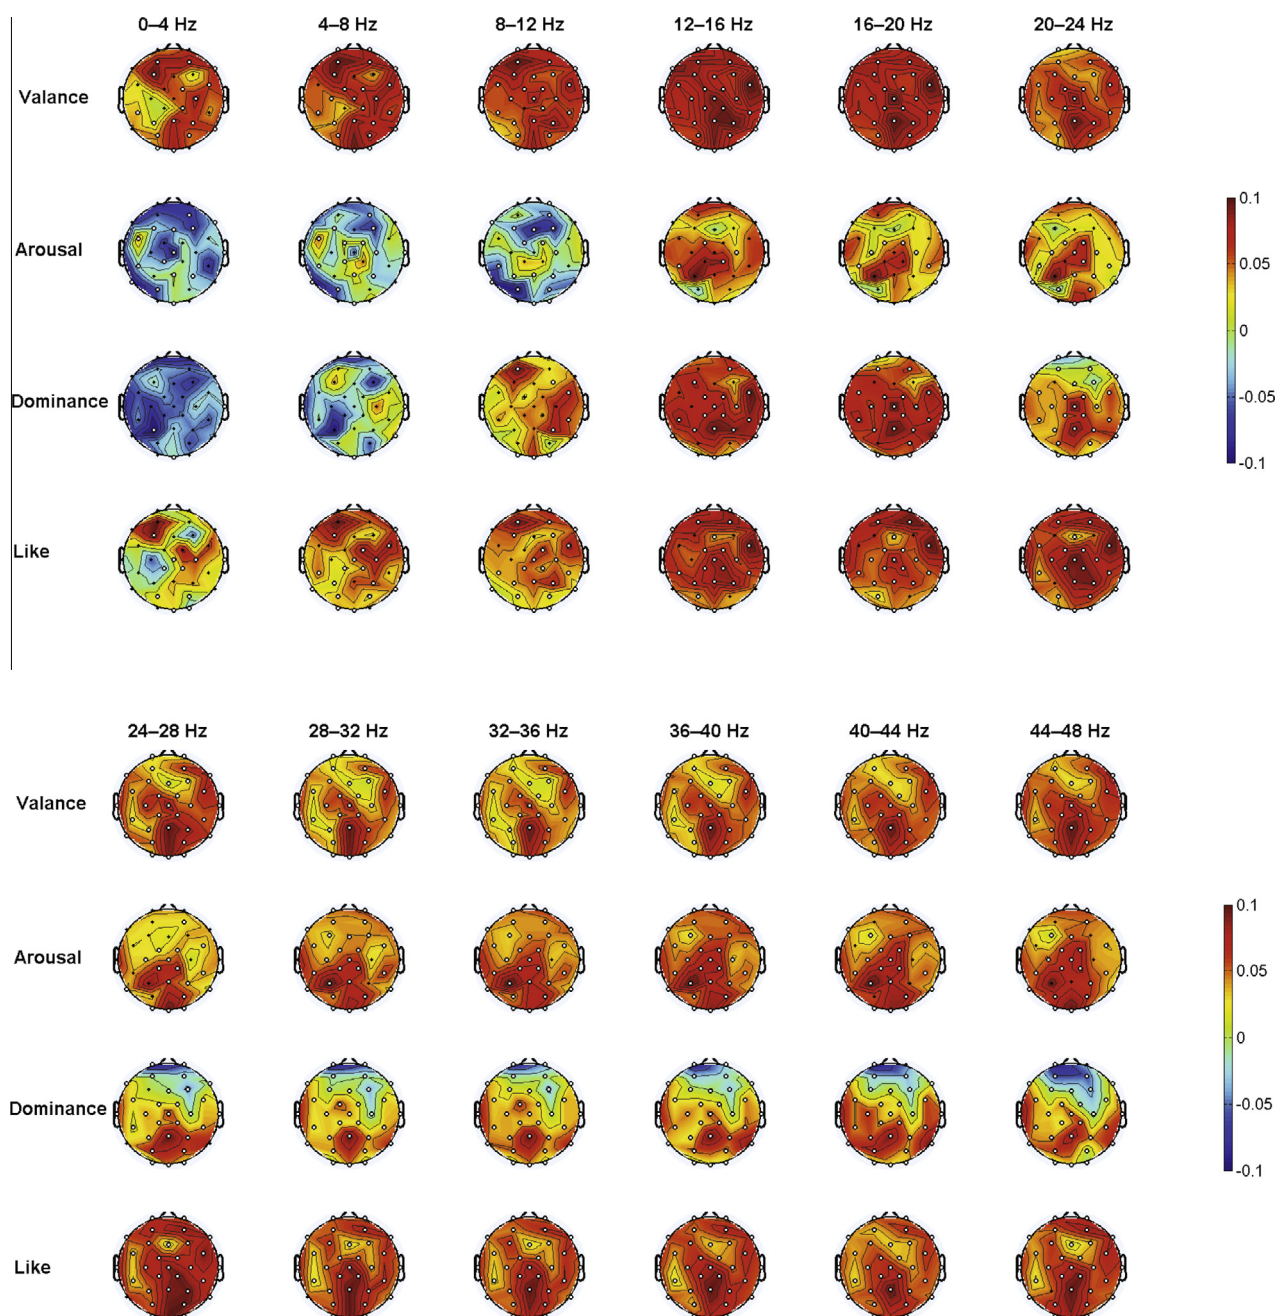 0–4 Hz 4–8 Hz 8–12 Hz 12–16 Hz 16–20 Hz 20–24 Hz
Valance
Arousal
Dominance
Like
0.1
0.05
0
-0.05
-0.1
24–28 Hz 28–32 Hz 32–36 Hz 36–40 Hz 40–44 Hz 44–48 Hz
Valance
Arousal
Dominance
Like
0.1
0.05
0
-0.05
-0.1